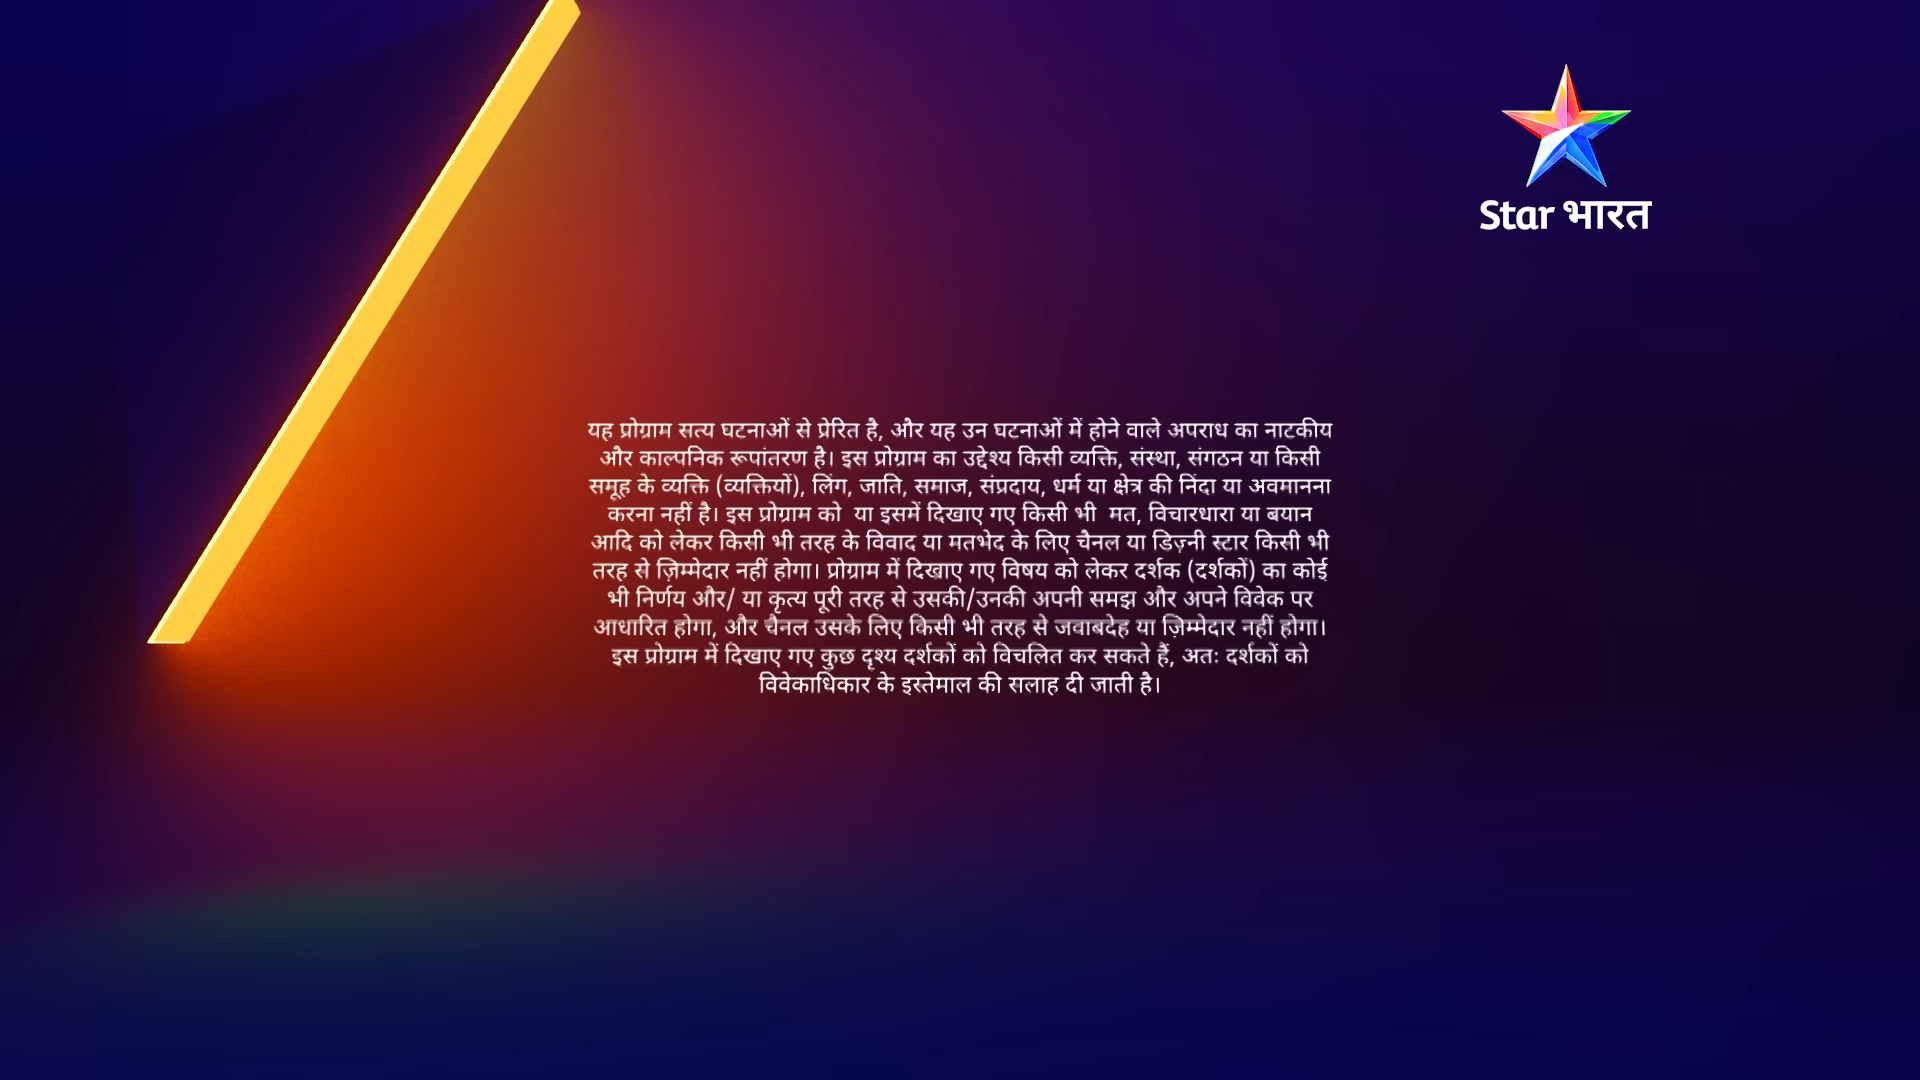 Star भारत
यह प्रोग्राम सत्य घटनाओं से प्रेरित है, और यह उन घटनाओं में होने वाले अपराध का नाटकीय
और काल्पनिक रूपांतरण है। इस प्रोग्राम का उद्देश्य किसी व्यक्ति, संस्था, संगठन या किसी
समूह के व्यक्ति (व्यक्तियों), लिंग, जाति, समाज, संप्रदाय, धर्म या क्षेत्र की निंदा या अवमानना
करना नहीं है। इस प्रोग्राम को या इसमें दिखाए गए किसी भी मत, विचारधारा या बयान
आदि को लेकर किसी भी तरह के विवाद या मतभेद के लिए चैनल या डिज़्नी स्टार किसी भी
तरह से ज़िम्मेदार नहीं होगा। प्रोग्राम में दिखाए गए विषय को लेकर दर्शक (दर्शकों) का कोई
भी निर्णय और/ या कृत्य पूरी तरह से उसकी/उनकी अपनी समझ और अपने विवेक पर
आधारित होगा, और चैनल उसके लिए किसी भी तरह से जवाबदेह या ज़िम्मेदार नहीं होगा।
इस प्रोग्राम में दिखाए गए कुछ दृश्य दर्शकों को विचलित कर सकते हैं, अतः दर्शकों को
विवेकाधिकार के इस्तेमाल की सलाह दी जाती है।